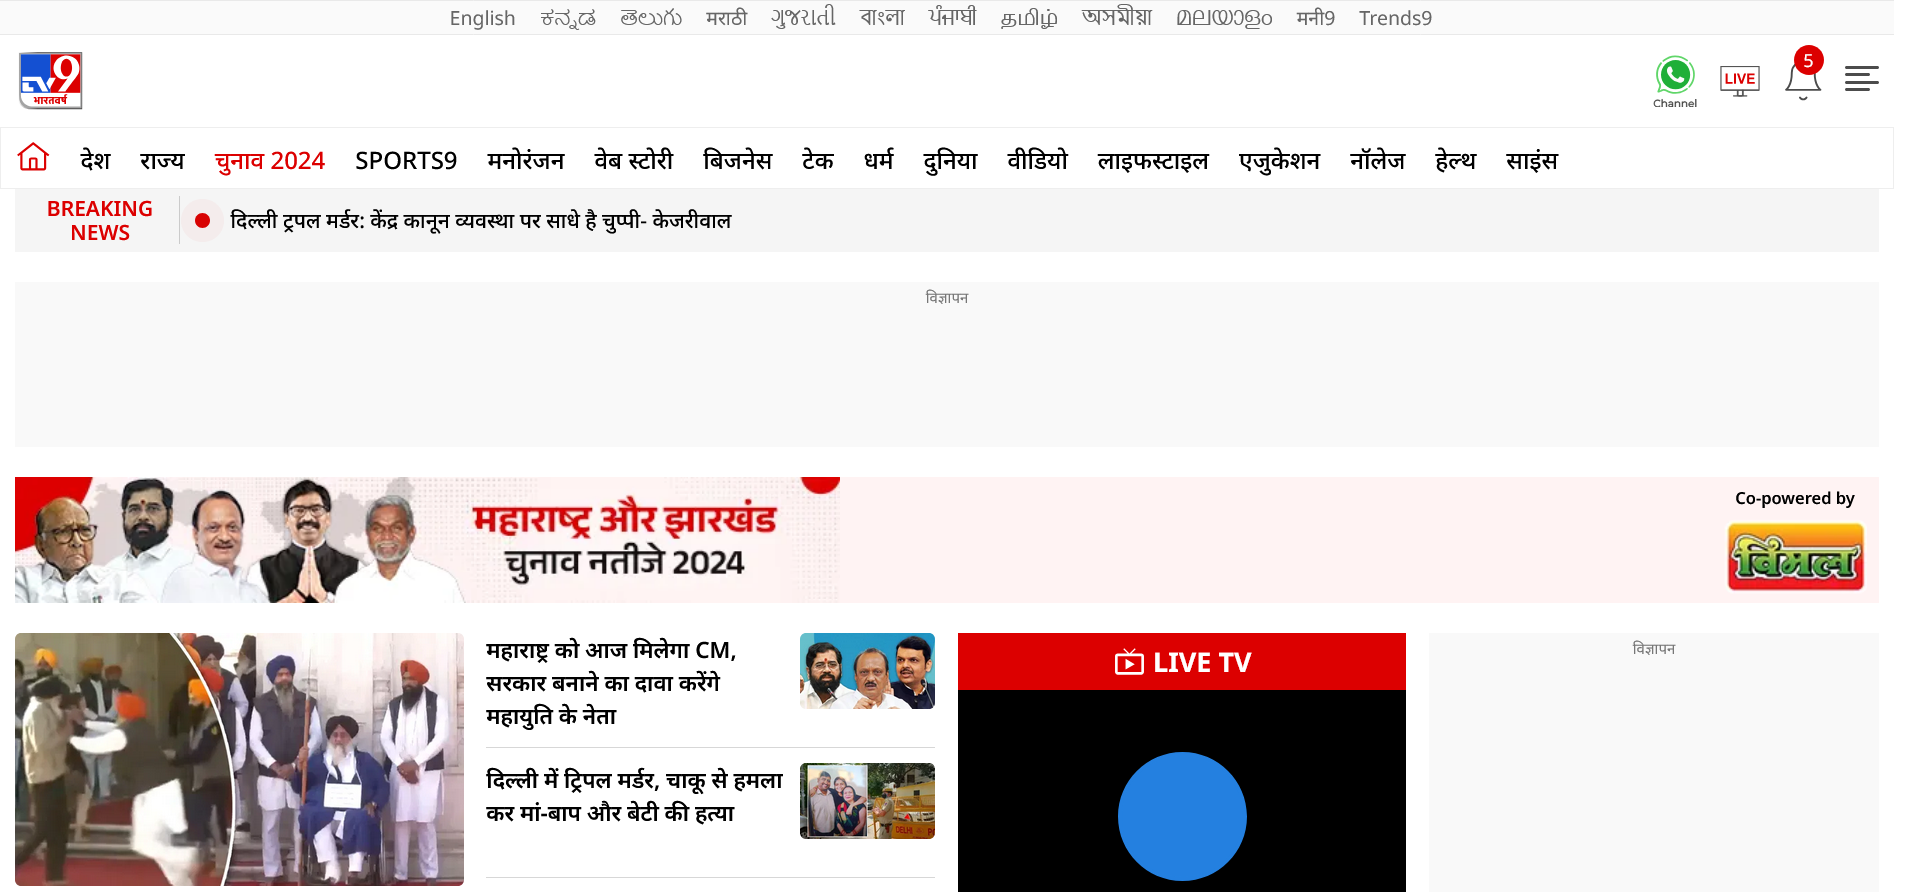 English ಕನ್ನಡ తెలుగు मराठी ગુજરાતી বাংলা ਪੰਜਾਬੀ தமிழ் অসমীয়া മലയാളം मनी9 Trends9
TV9
भारतवर्ष
Channel
LIVE
5
देश राज्य चुनाव 2024 SPORTS9 मनोरंजन वेब स्टोरी बिजनेस टेक धर्म दुनिया वीडियो लाइफस्टाइल एजुकेशन नॉलेज हेल्थ साइंस
BREAKING
NEWS
दिल्ली ट्रपल मर्डर: केंद्र कानून व्यवस्था पर साधे है चुप्पी- केजरीवाल
विज्ञापन
महाराष्ट्र और झारखंड
चुनाव नतीजे 2024
Co-powered by
विमल
महाराष्ट्र को आज मिलेगा CM,
सरकार बनाने का दावा करेंगे
महायुति के नेता
दिल्ली में ट्रिपल मर्डर, चाकू से हमला
कर मां-बाप और बेटी की हत्या
DELHI
LIVE TV
विज्ञापन